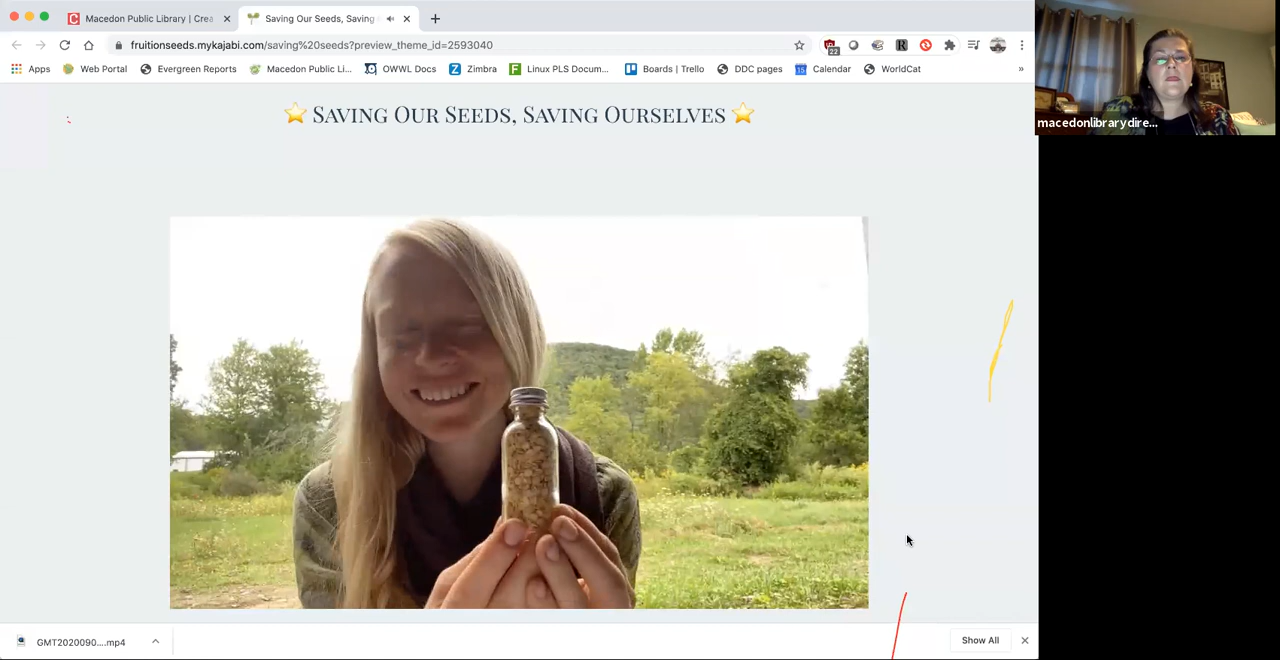 Macedon Public Library | Crea
Saving Our Seeds, Saving
fruitionseeds.mykajabi.com/saving%20seeds?preview_theme_id=2593040
22
R
Apps
Web Portal
Evergreen Reports
Macedon Public Li...
OWWL Docs
Z
Zimbra
F
Linux PLS Docum...
Boards | Trello
DDC pages
15
Calendar
WorldCat
»
SAVING OUR SEEDS, SAVING OURSELVES
macedonlibrarydire...
GMT2020090....mp4
Show All